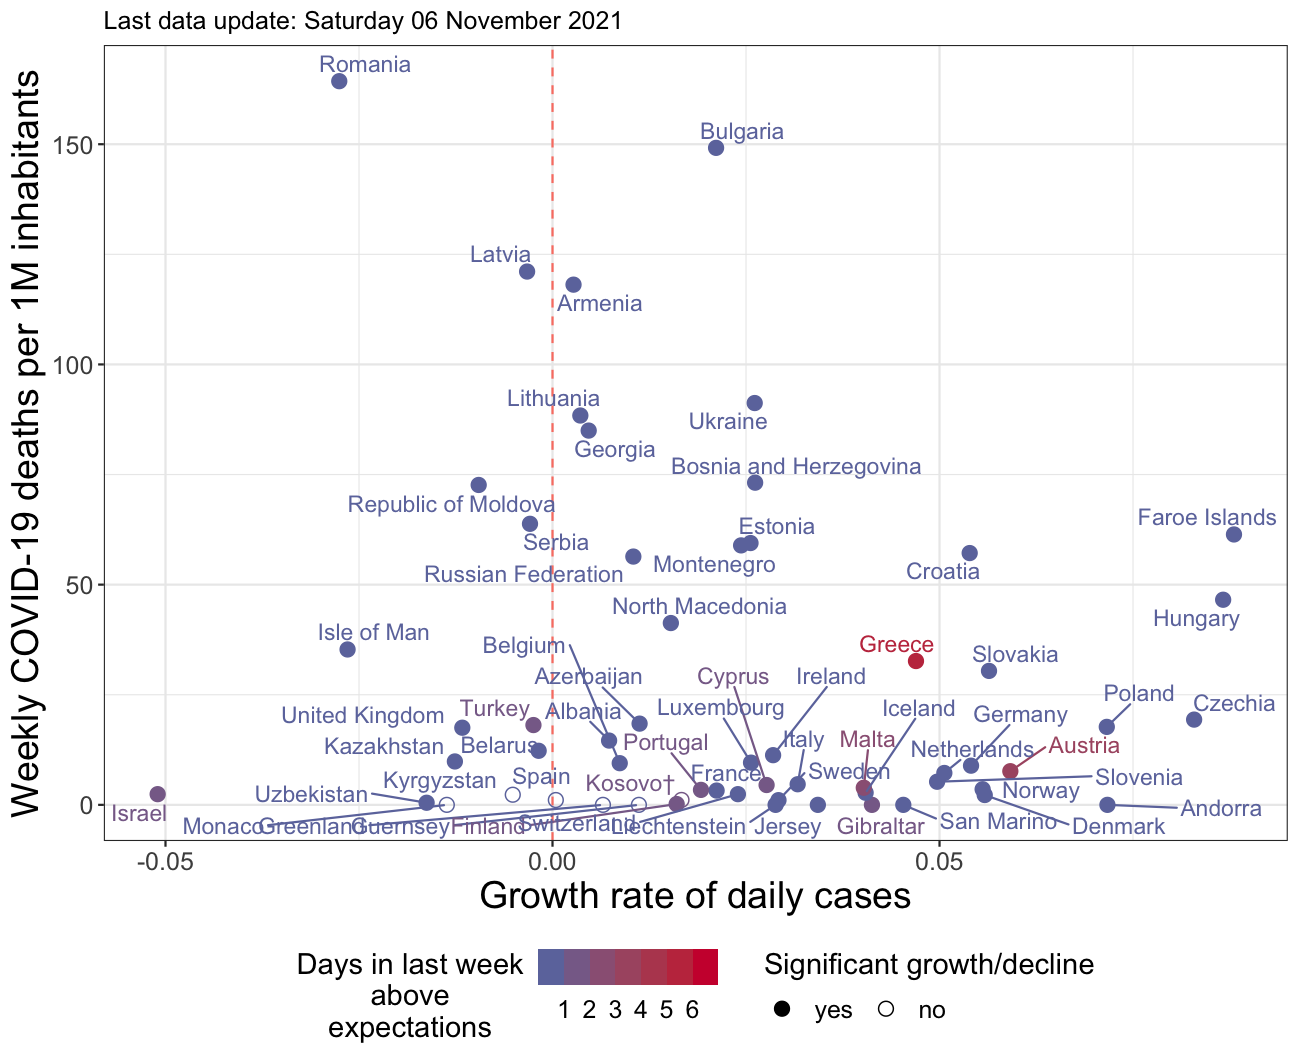 Last data update: Saturday 06 November 2021
Weekly COVID-19 deaths per 1M inhabitants
Romania
150
Bulgaria
Latvia
Armenia
100
Lithuania
Ukraine
Georgia
Bosnia and Herzegovina
Republic of Moldova
Faroe Islands
Estonia
Serbia
Montenegro
Croatia
Russian Federation
50
North Macedonia
Hungary
Isle of Man
Belgium
Greece
Slovakia
Azerbaijan
Cyprus
Ireland
Poland
Czechia
Turkey
Albania
Luxembourg
Iceland
Germany
United Kingdom
Kazakhstan
Belarus
Portugal
Italy
Malta
Netherlands
Austria
Kyrgyzstan
Spain
Kosovo†
France
Sweden
Slovenia
Uzbekistan
Norway
0
Israel
Andorra
Monaco
Greenland
Guernsey
Finland
Switzerland
Liechtenstein
Jersey
Gibraltar
San Marino
Denmark
-0.05 0.00 0.05
Growth rate of daily cases
Days in last week
above
expectations
1 2 3 4 5 6
Significant growth/decline
yes no